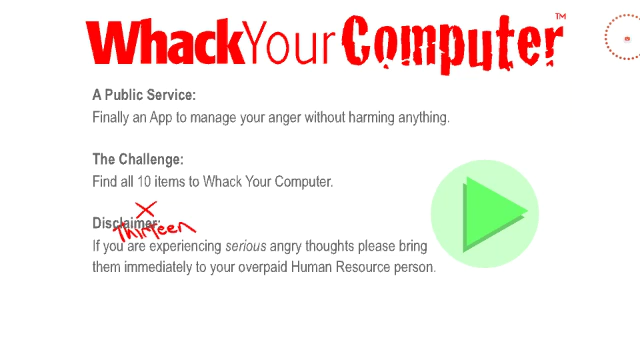 WhackYourComputer™
A Public Service:
Finally an App to manage your anger without harming anything.
The Challenge:
Find all 10 items to Whack Your Computer.
X
Thirteen
Disclaimer:
If you are experiencing serious angry thoughts please bring
them immediately to your overpaid Human Resource person.